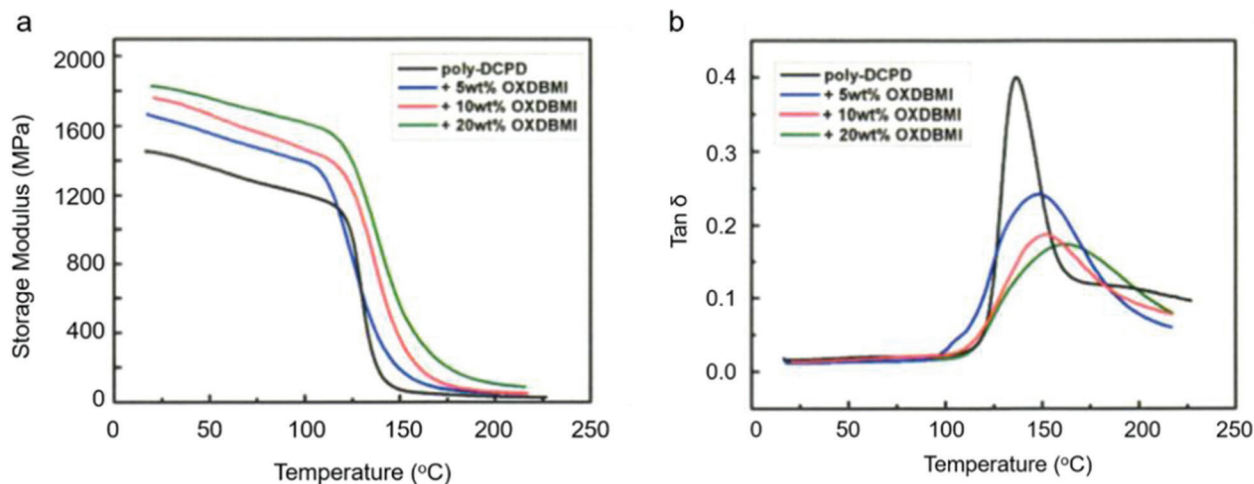 a
2000
1600
1200
800
400
0
0 50 100 150 200 250
Storage Modulus (MPa)
Temperature (°C)
poly-DCPD
+ 5wt% OXDBMI
+ 10wt% OXDBMI
+ 20wt% OXDBMI
b
0.4
0.3
0.2
0.1
0.0
0 50 100 150 200 250
Tan δ
Temperature (°C)
poly-DCPD
+ 5wt% OXDBMI
+ 10wt% OXDBMI
+ 20wt% OXDBMI